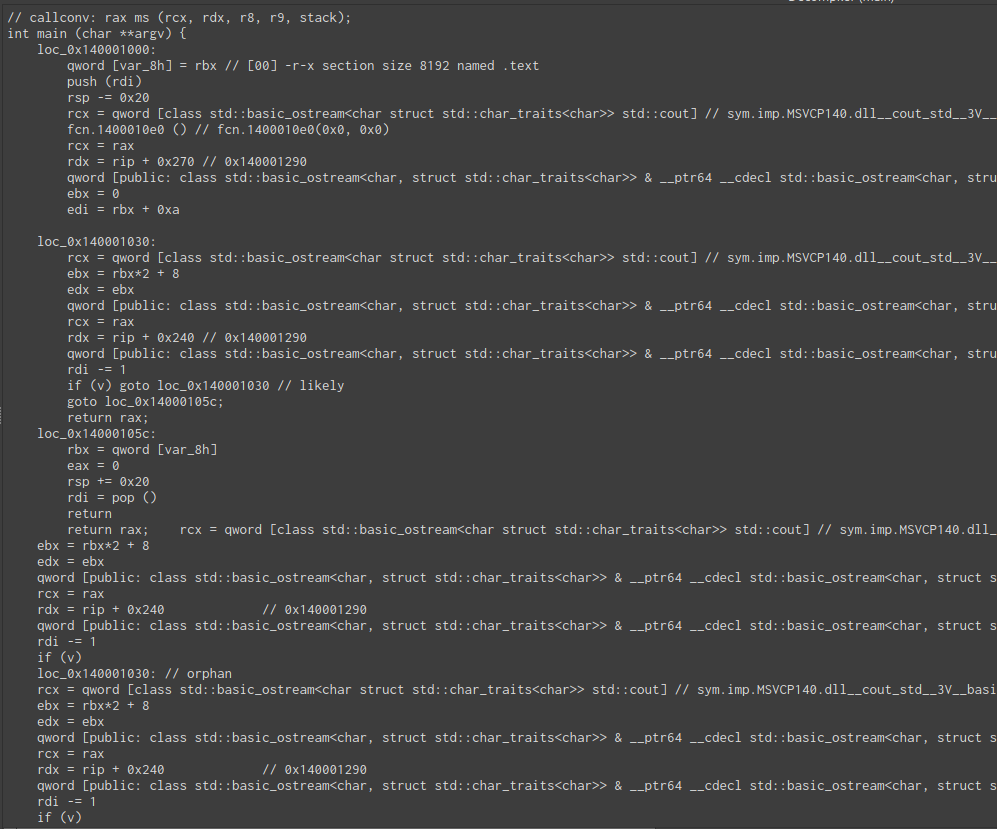 // callconv: rax ms (rcx, rdx, r8, r9, stack);
int main (char **argv) {
    loc_0x140001000:
        qword [var_8h] = rbx // [00] -r-x section size 8192 named .text
        push (rdi)
        rsp -= 0x20
        rcx = qword [class std::basic_ostream<char struct std::char_traits<char>> std::cout] // sym.imp.MSVCP140.dll__cout_std__3V__
        fcn.1400010e0 () // fcn.1400010e0(0x0, 0x0)
        rcx = rax
        rdx = rip + 0x270 // 0x140001290
        qword [public: class std::basic_ostream<char, struct std::char_traits<char>> & __ptr64 __cdecl std::basic_ostream<char, stru
        ebx = 0
        edi = rbx + 0xa
    loc_0x140001030:
        rcx = qword [class std::basic_ostream<char struct std::char_traits<char>> std::cout] // sym.imp.MSVCP140.dll__cout_std__3V__
        ebx = rbx*2 + 8
        edx = ebx
        qword [public: class std::basic_ostream<char, struct std::char_traits<char>> & __ptr64 __cdecl std::basic_ostream<char, stru
        rcx = rax
        rdx = rip + 0x240 // 0x140001290
        qword [public: class std::basic_ostream<char, struct std::char_traits<char>> & __ptr64 __cdecl std::basic_ostream<char, stru
        rdi -= 1
        if (v) goto loc_0x140001030 // likely
        goto loc_0x14000105c;
        return rax;
    loc_0x14000105c:
        rbx = qword [var_8h]
        eax = 0
        rsp += 0x20
        rdi = pop ()
        return
        return rax;    rcx = qword [class std::basic_ostream<char struct std::char_traits<char>> std::cout] // sym.imp.MSVCP140.dll_
    ebx = rbx*2 + 8
    edx = ebx
    qword [public: class std::basic_ostream<char, struct std::char_traits<char>> & __ptr64 __cdecl std::basic_ostream<char, struct s
    rcx = rax
    rdx = rip + 0x240             // 0x140001290
    qword [public: class std::basic_ostream<char, struct std::char_traits<char>> & __ptr64 __cdecl std::basic_ostream<char, struct s
    rdi -= 1
    if (v)
    loc_0x140001030: // orphan
    rcx = qword [class std::basic_ostream<char struct std::char_traits<char>> std::cout] // sym.imp.MSVCP140.dll__cout_std__3V__basi
    ebx = rbx*2 + 8
    edx = ebx
    qword [public: class std::basic_ostream<char, struct std::char_traits<char>> & __ptr64 __cdecl std::basic_ostream<char, struct s
    rcx = rax
    rdx = rip + 0x240             // 0x140001290
    qword [public: class std::basic_ostream<char, struct std::char_traits<char>> & __ptr64 __cdecl std::basic_ostream<char, struct s
    rdi -= 1
    if (v)